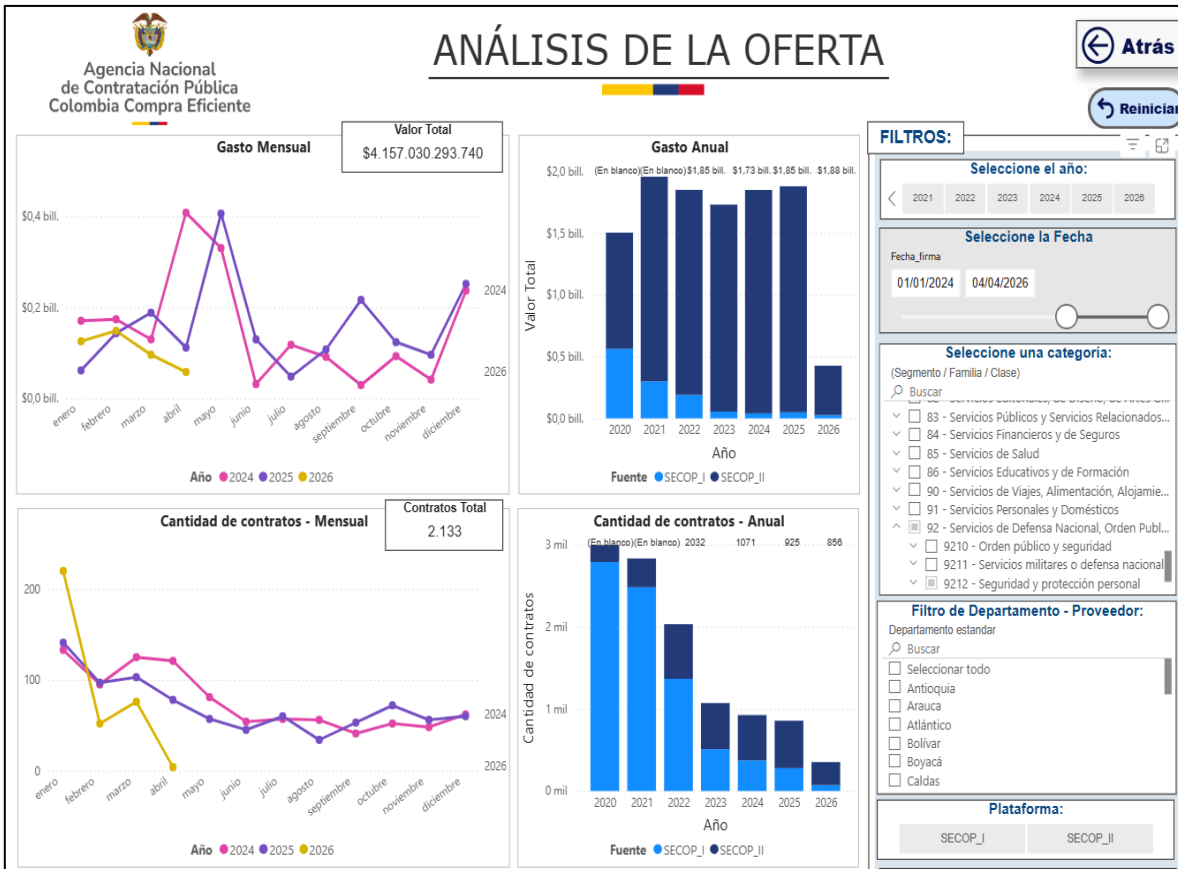 Agencia Nacional
de Contratación Pública
Colombia Compra Eficiente
ANÁLISIS DE LA OFERTA
Atrás
Reiniciar
Gasto Mensual
Valor Total
$4.157.030.293.740
$0,4 bill.
$0,2 bill.
$0,0 bill.
2024
2026
enero
febrero
marzo
abril
mayo
junio
julio
agosto
septiembre
octubre
noviembre
diciembre
Año 2024 2025 2026
Gasto Anual
(En blanco)(En blanco) $1,85 bill. $1,73 bill. $1,85 bill. $1,88 bill.
$2,0 bill.
$1,5 bill.
$1,0 bill.
$0,5 bill.
$0,0 bill.
Valor Total
2020 2021 2022 2023 2024 2025 2026
Año
Fuente SECOP_I SECOP_II
Cantidad de contratos - Mensual
Contratos Total
2.133
200
100
0
2024
2026
enero
febrero
marzo
abril
mayo
junio
julio
agosto
septiembre
octubre
noviembre
diciembre
Año 2024 2025 2026
Cantidad de contratos - Anual
(En blanco)(En blanco) 2032 1071 925 856
3 mil
2 mil
1 mil
0 mil
Cantidad de contratos
2020 2021 2022 2023 2024 2025 2026
Año
Fuente SECOP_I SECOP_II
FILTROS:
Seleccione el año:
2021 2022 2023 2024 2025 2026
Seleccione la Fecha
Fecha_firma
01/01/2024 04/04/2026
Seleccione una categoría:
(Segmento / Familia / Clase)
Buscar
83 - Servicios Públicos y Servicios Relacionados...
84 - Servicios Financieros y de Seguros
85 - Servicios de Salud
86 - Servicios Educativos y de Formación
90 - Servicios de Viajes, Alimentación, Alojamie...
91 - Servicios Personales y Domésticos
92 - Servicios de Defensa Nacional, Orden Publ...
9210 - Orden público y seguridad
9211 - Servicios militares o defensa nacional
9212 - Seguridad y protección personal
Filtro de Departamento - Proveedor:
Departamento estandar
Buscar
Seleccionar todo
Antioquia
Arauca
Atlántico
Bolívar
Boyacá
Caldas
Plataforma:
SECOP_I SECOP_II